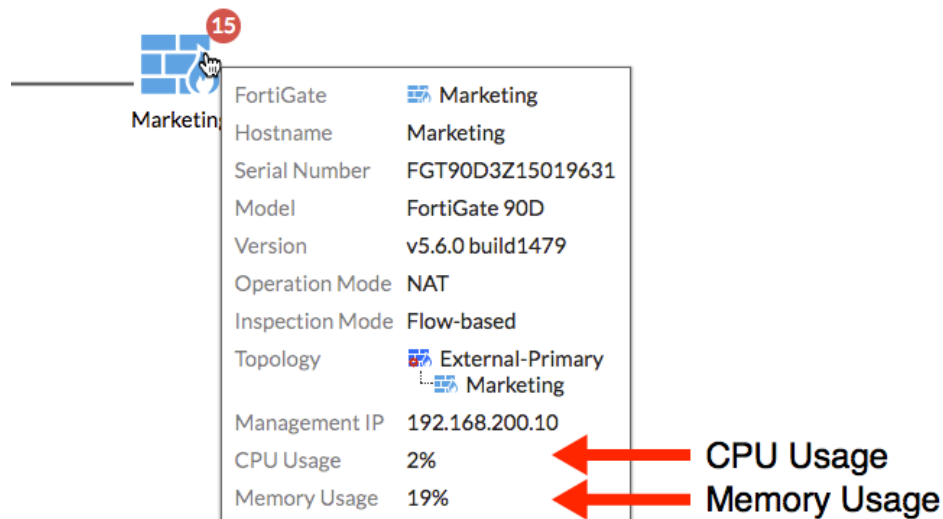 15
Marketing
FortiGate Marketing
Hostname Marketing
Serial Number FGT90D3Z15019631
Model FortiGate 90D
Version v5.6.0 build1479
Operation Mode NAT
Inspection Mode Flow-based
Topology External-Primary
Marketing
Management IP 192.168.200.10
CPU Usage 2% CPU Usage
Memory Usage 19% Memory Usage